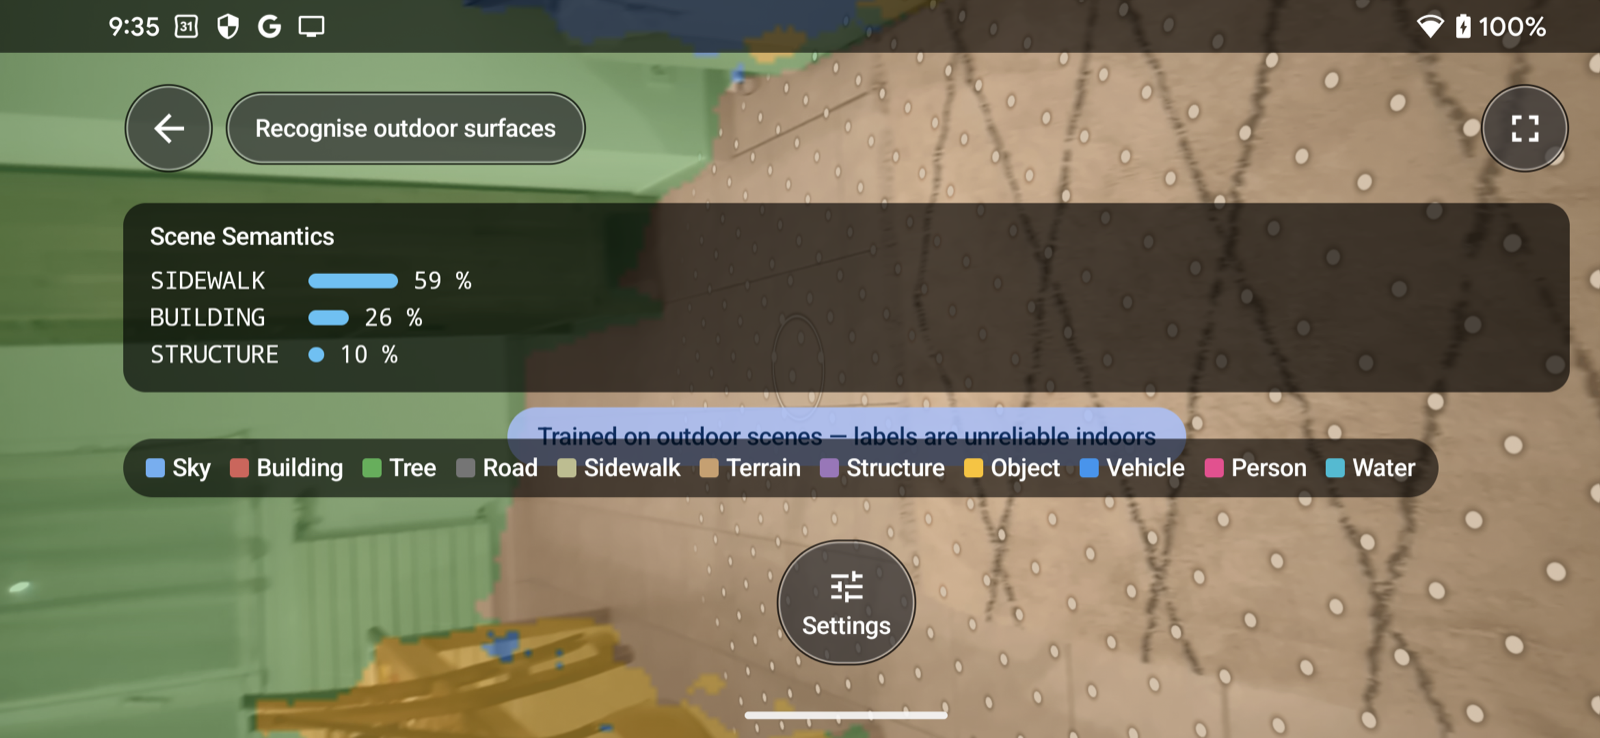 9:35 31 G 100%
Recognise outdoor surfaces
Scene Semantics
SIDEWALK 59 %
BUILDING 26 %
STRUCTURE 10 %
Trained on outdoor scenes — labels are unreliable indoors
Sky Building Tree Road Sidewalk Terrain Structure Object Vehicle Person Water
Settings